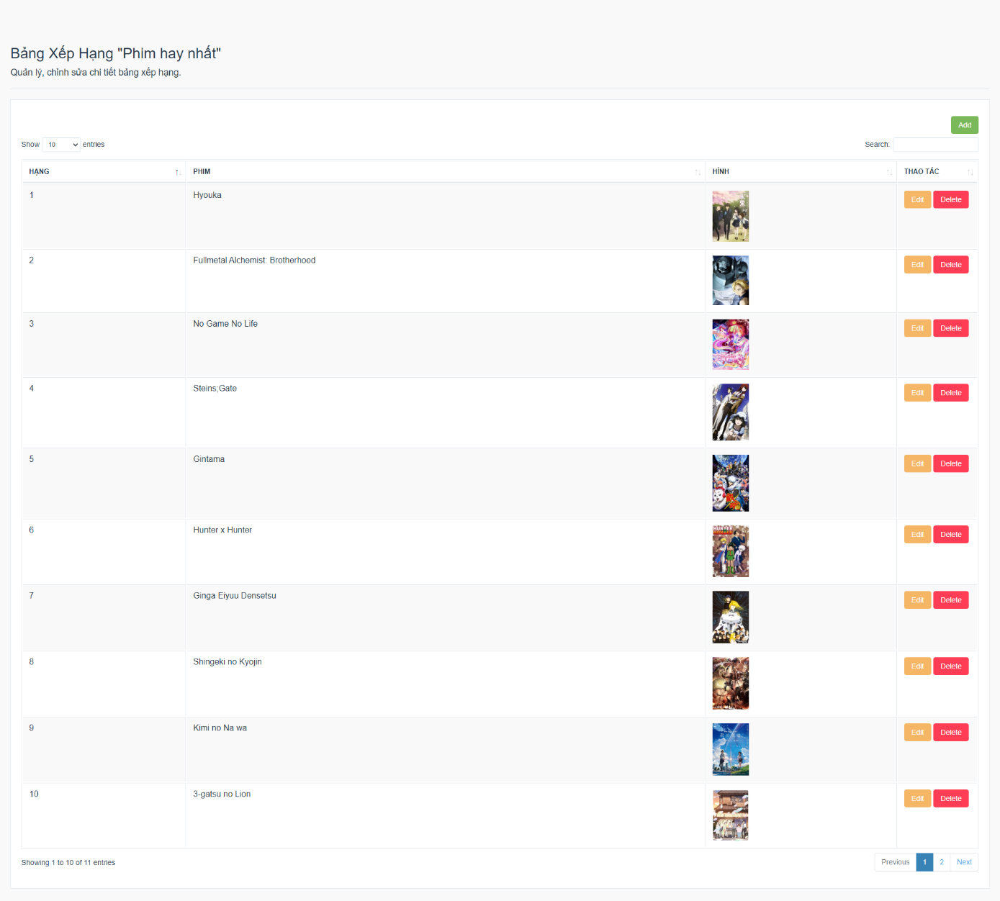 Bảng Xếp Hạng "Phim hay nhất"
Quản lý, chỉnh sửa chi tiết bảng xếp hạng.
Add
Show 10 entries Search:
HẠNG PHIM HÌNH THAO TÁC
1 Hyouka Edit Delete
2 Fullmetal Alchemist: Brotherhood Edit Delete
3 No Game No Life Edit Delete
4 Steins;Gate Edit Delete
5 Gintama Edit Delete
6 Hunter x Hunter HUNTER Edit Delete
7 Ginga Eiyuu Densetsu Edit Delete
8 Shingeki no Kyojin Edit Delete
9 Kimi no Na wa Edit Delete
10 3-gatsu no Lion Edit Delete
Showing 1 to 10 of 11 entries Previous 1 2 Next